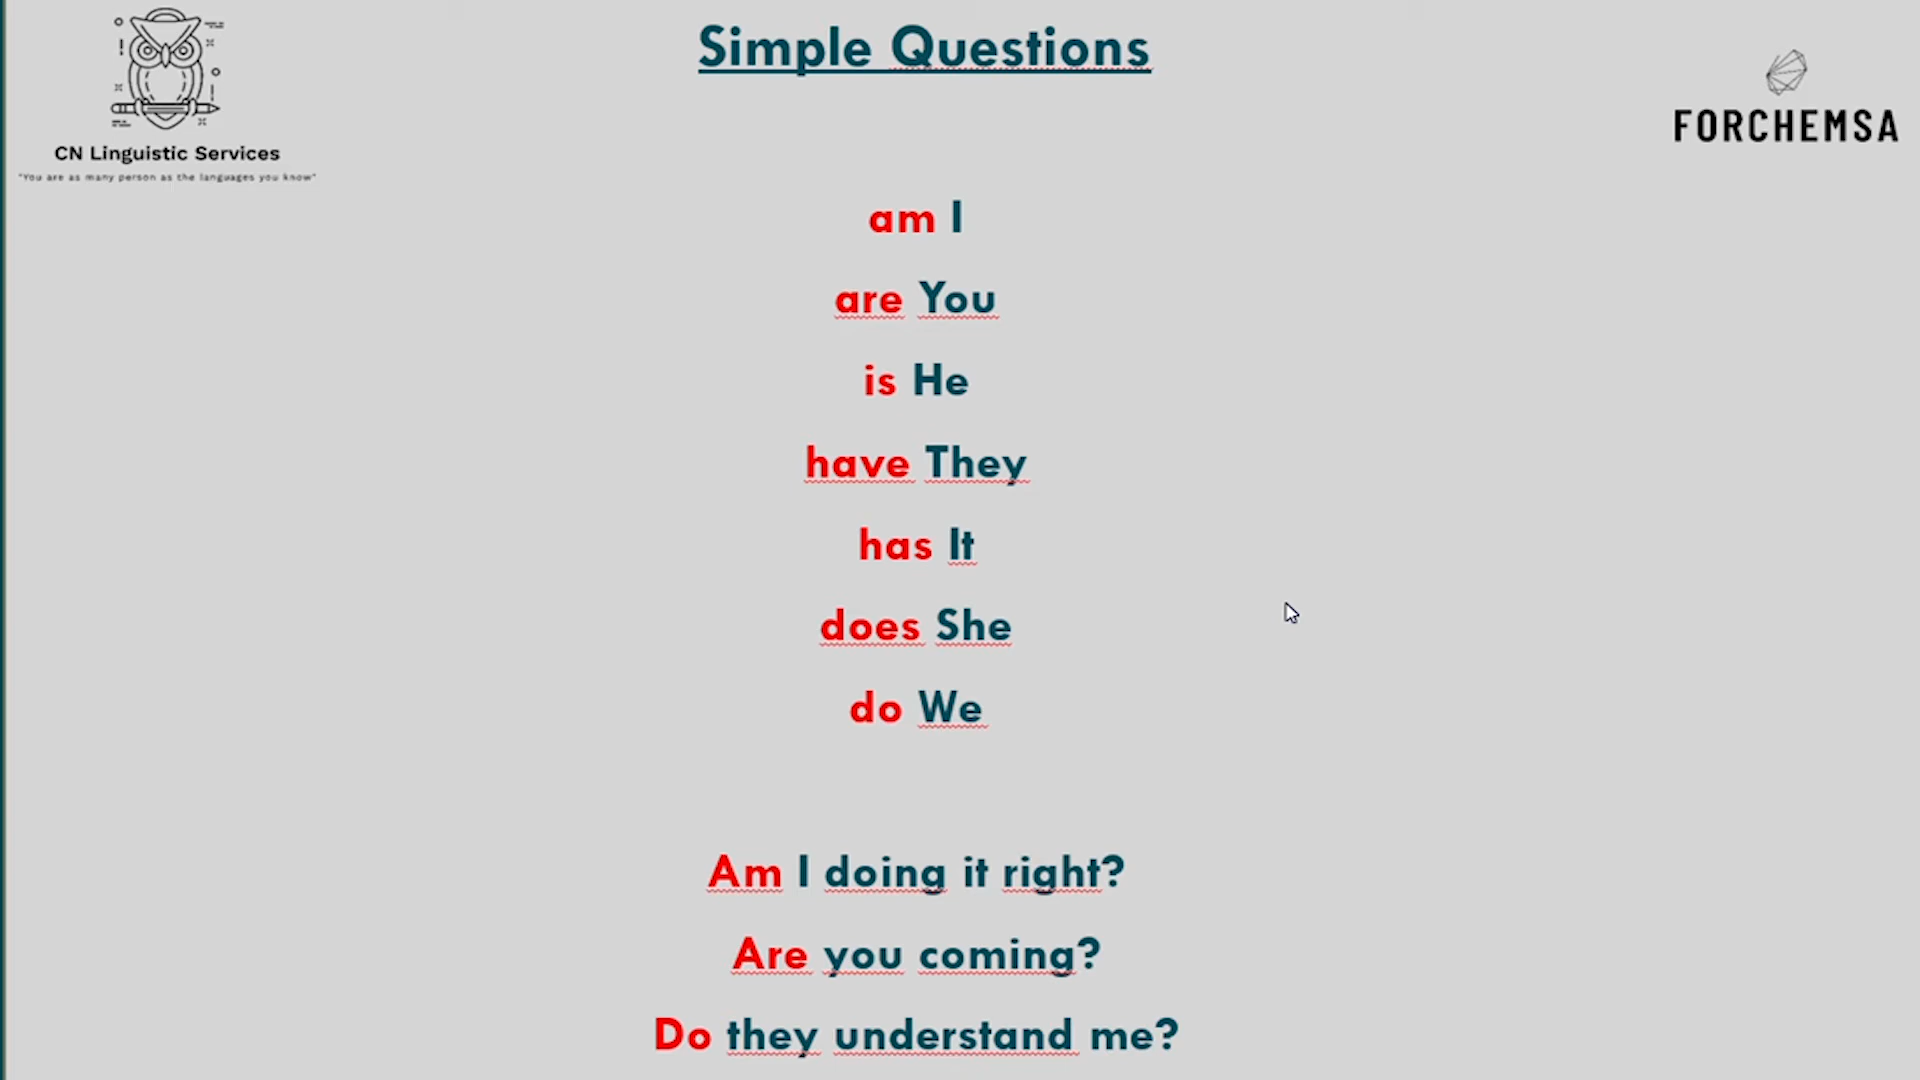 Simple Questions
CN Linguistic Services
"You are as many person as the languages you know"
FORCHEMSA
am I
are You
is He
have They
has It
does She
do We
Am I doing it right?
Are you coming?
Do they understand me?